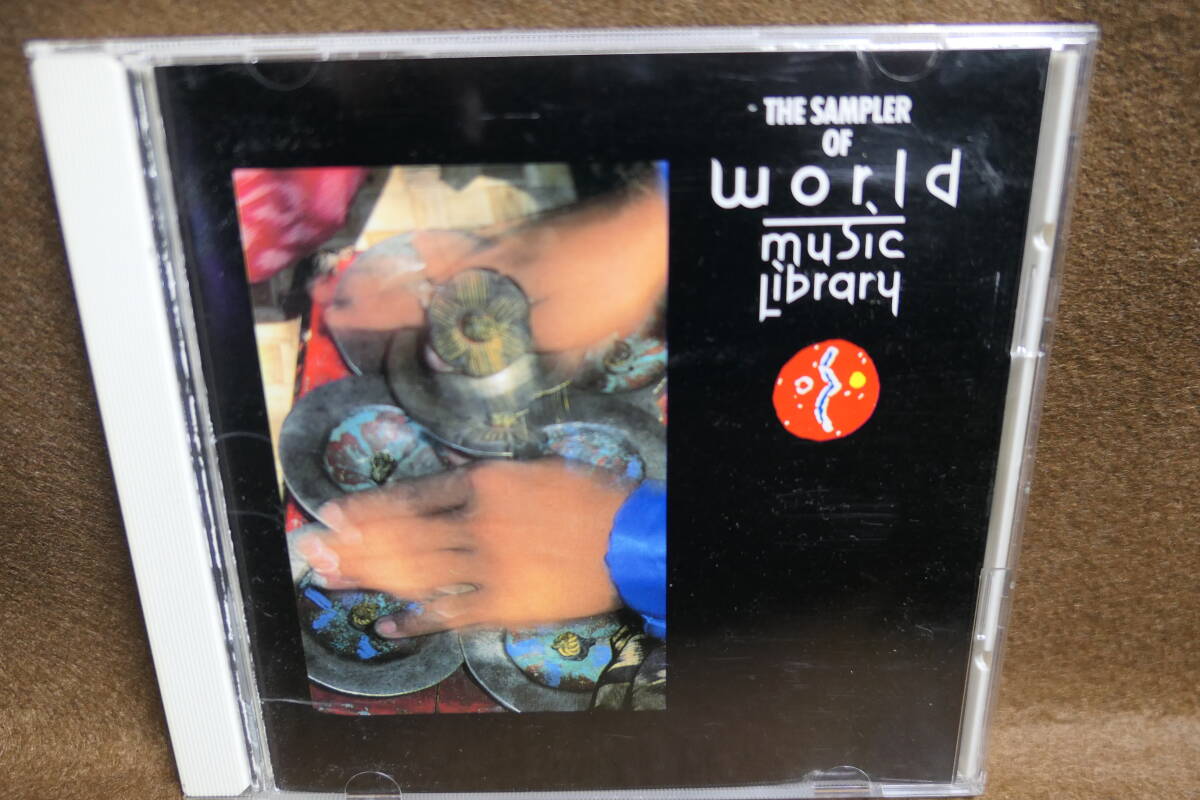 THE SAMPLER
OF
world
music
Library